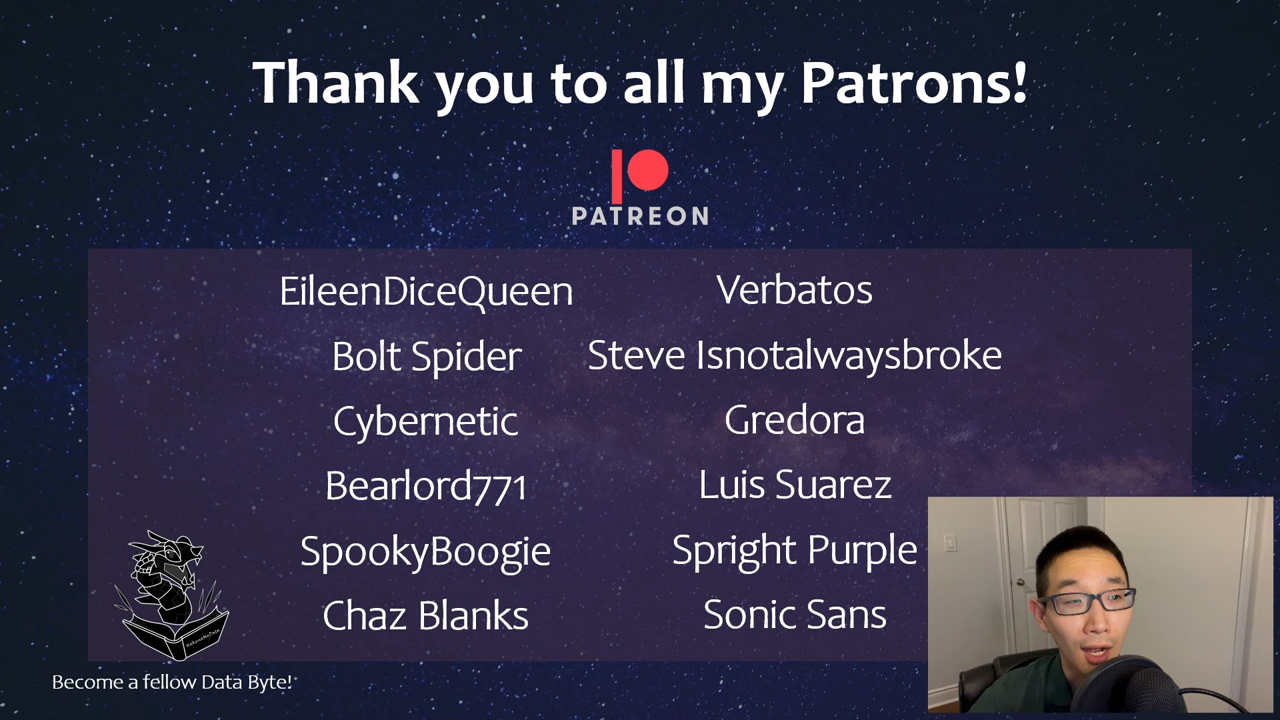 Thank you to all my Patrons!
PATREON
EileenDiceQueen
Verbatos
Bolt Spider
Steve Isnotalwaysbroke
Cybernetic
Gredora
Bearlord771
Luis Suarez
SpookyBoogie
Spright Purple
Chaz Blanks
Sonic Sans
Become a fellow Data Byte!